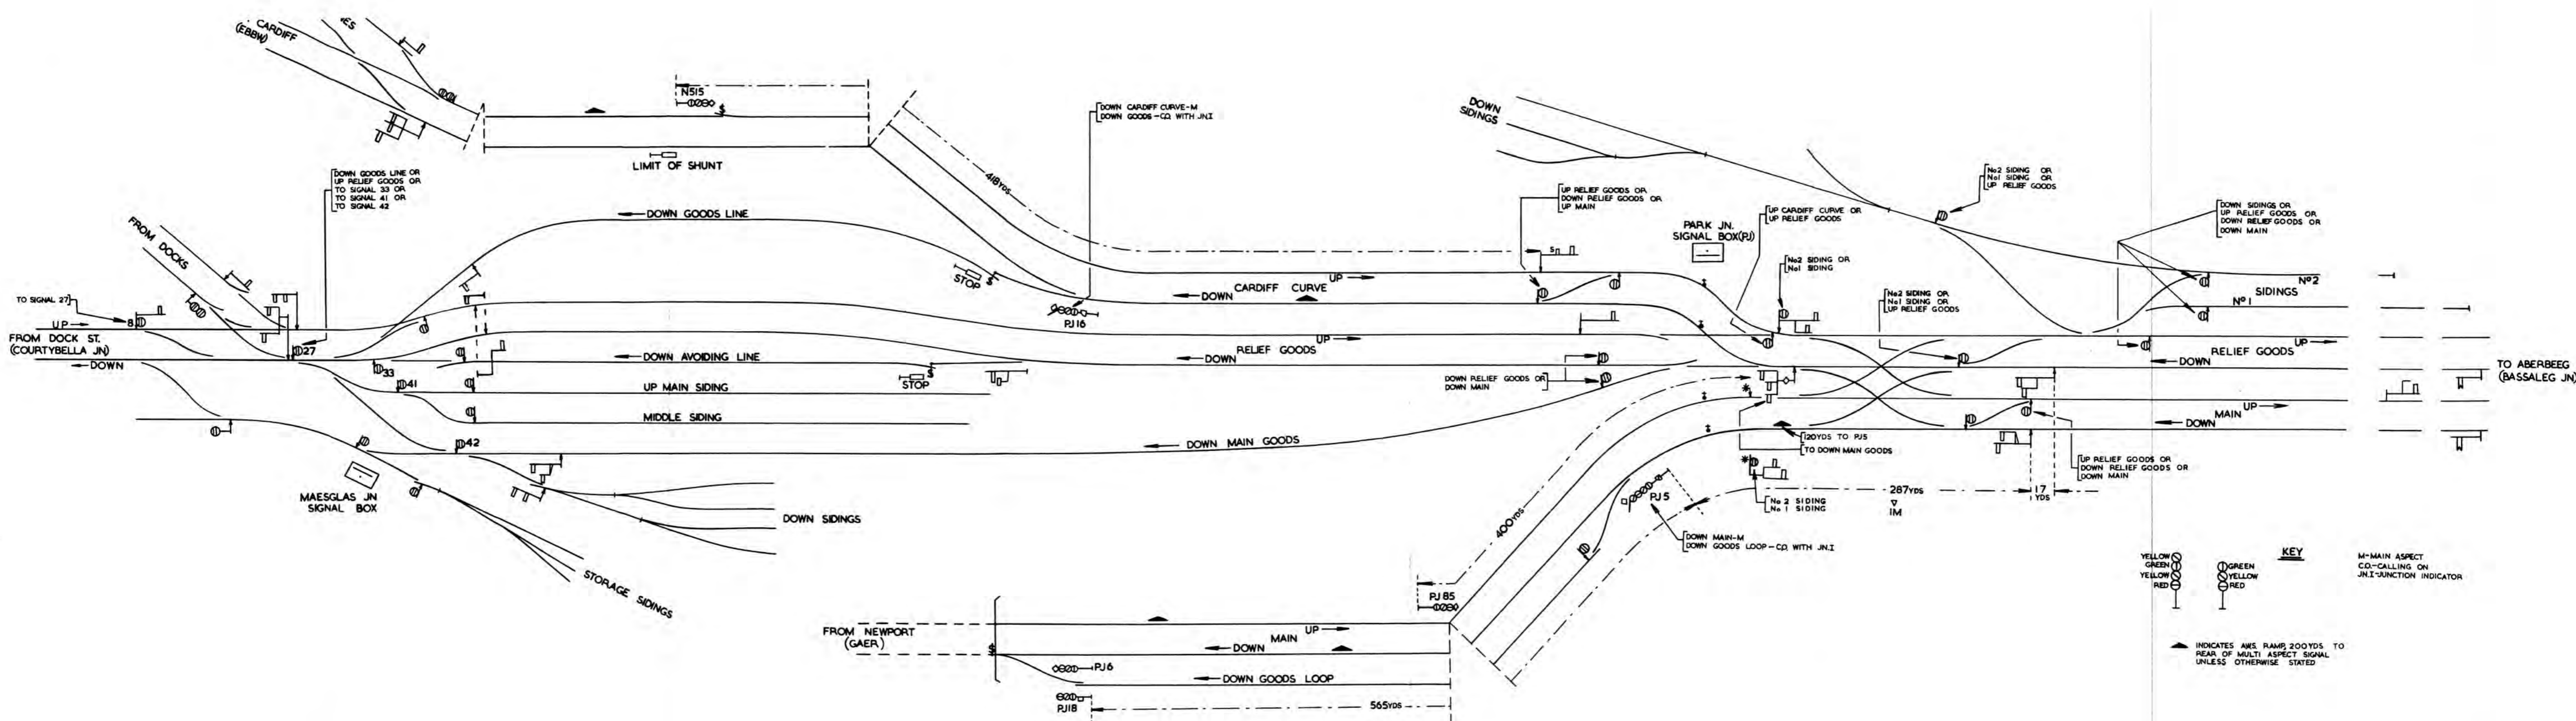 CARDIFF
(EBBW)
N515
LIMIT OF SHUNT
DOWN CARDIFF CURVE-M
DOWN GOODS-C.O. WITH JN.I
DOWN GOODS LINE OR
UP RELIEF GOODS OR
TO SIGNAL 33 OR
TO SIGNAL 41 OR
TO SIGNAL 42
FROM DOCKS
DOWN GOODS LINE
418YDS
DOWN
SIDINGS
UP RELIEF GOODS OR
DOWN RELIEF GOODS OR
UP MAIN
UP CARDIFF CURVE OR
UP RELIEF GOODS
PARK JN.
SIGNAL BOX(PJ)
No2 SIDING OR
No1 SIDING OR
UP RELIEF GOODS
DOWN SIDINGS OR
UP RELIEF GOODS OR
DOWN RELIEF GOODS OR
DOWN MAIN
No2 SIDING OR
No1 SIDING
No2 SIDING OR
No1 SIDING OR
UP RELIEF GOODS
STOP
PJ16
UP
CARDIFF CURVE
DOWN
S
Nº2
SIDINGS
Nº1
TO SIGNAL 27
8
UP
FROM DOCK ST.
(COURTYBELLA JN)
DOWN
27
33
41
42
DOWN AVOIDING LINE
STOP
UP MAIN SIDING
MIDDLE SIDING
UP
RELIEF GOODS
DOWN
DOWN RELIEF GOODS OR
DOWN MAIN
UP
RELIEF GOODS
DOWN
TO ABERBEEG
(BASSALEG JN)
UP
MAIN
DOWN
DOWN MAIN GOODS
120YDS TO PJ5
TO DOWN MAIN GOODS
UP RELIEF GOODS OR
DOWN RELIEF GOODS OR
DOWN MAIN
No 2 SIDING
No 1 SIDING
287YDS
1M
17
YDS
MAESGLAS JN
SIGNAL BOX
DOWN SIDINGS
STORAGE SIDINGS
400YDS
PJ5
DOWN MAIN-M
DOWN GOODS LOOP-C.O. WITH JN.I
PJ85
FROM NEWPORT
(GAER)
UP
MAIN
DOWN
PJ6
DOWN GOODS LOOP
PJ18
565YDS
KEY
YELLOW
GREEN
YELLOW
RED
GREEN
YELLOW
RED
M-MAIN ASPECT
C.O.-CALLING ON
JN.I-JUNCTION INDICATOR
INDICATES AWS RAMP, 200YDS TO
REAR OF MULTI ASPECT SIGNAL
UNLESS OTHERWISE STATED